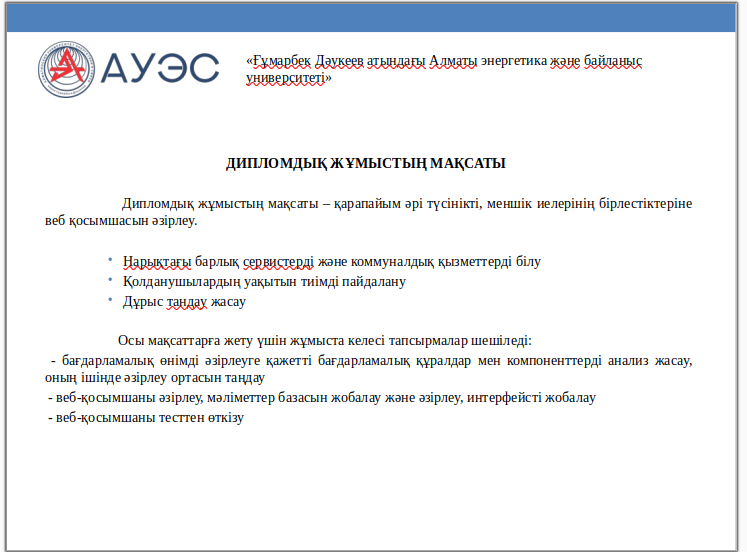 АУЭС
«Ғұмарбек Дәукеев атындағы Алматы энергетика және байланыс
университеті»
ДИПЛОМДЫҚ ЖҰМЫСТЫҢ МАҚСАТЫ
Дипломдық жұмыстың мақсаты – қарапайым әрі түсінікті, меншік иелерінің бірлестіктеріне
веб қосымшасын әзірлеу.
• Нарықтағы барлық сервистерді және коммуналдық қызметтерді білу
• Қолданушылардың уақытын тиімді пайдалану
• Дұрыс таңдау жасау
Осы мақсаттарға жету үшін жұмыста келесі тапсырмалар шешіледі:
- бағдарламалық өнімді әзірлеуге қажетті бағдарламалық құралдар мен компоненттерді анализ жасау,
оның ішінде әзірлеу ортасын таңдау
- веб-қосымшаны әзірлеу, мәліметтер базасын жобалау және әзірлеу, интерфейсті жобалау
- веб-қосымшаны тесттен өткізу